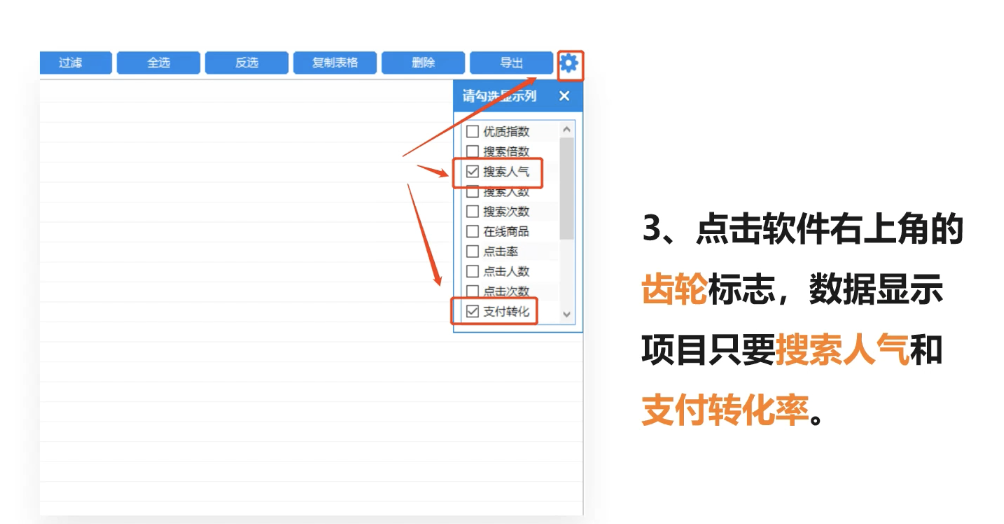 过滤 全选 反选 复制表格 删除 导出
请勾选显示列 ×
优质指数
搜索倍数
搜索人气
搜索人数
搜索次数
在线商品
点击率
点击人数
点击次数
支付转化
3、点击软件右上角的
齿轮标志，数据显示
项目只要搜索人气和
支付转化率。